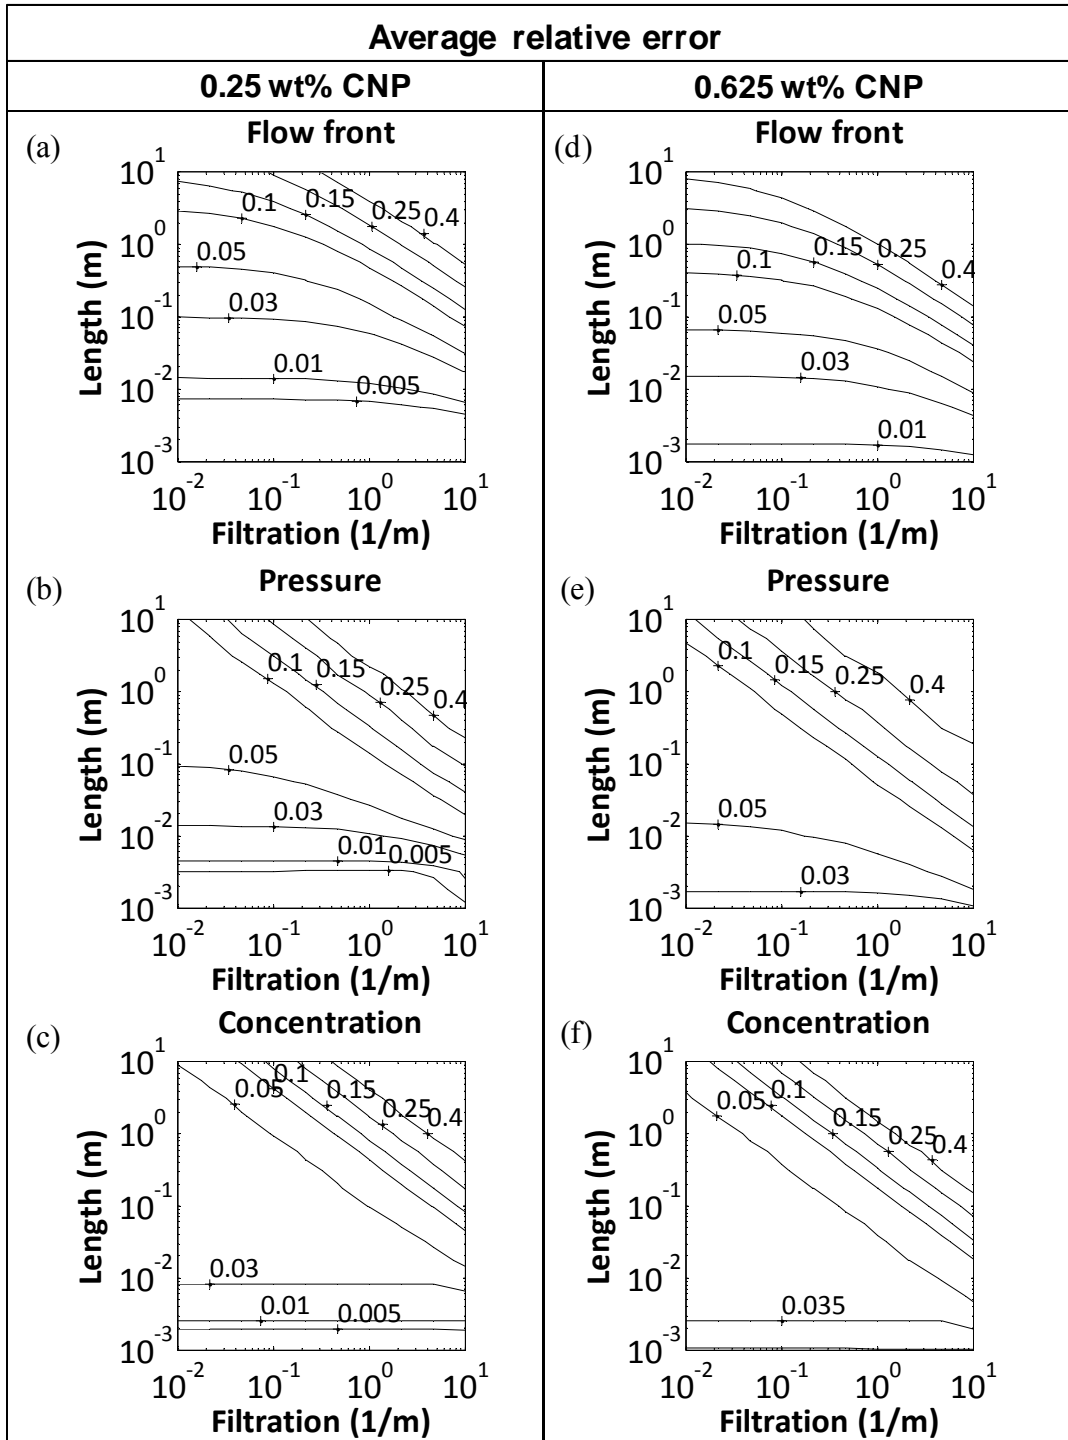 Average relative error
0.25 wt% CNP
0.625 wt% CNP
(a)
Flow front
10^1
10^0
10^-1
10^-2
10^-3
Length (m)
0.4
0.25
0.15
0.1
0.05
0.03
0.01
0.005
10^-2 10^-1 10^0 10^1
Filtration (1/m)
(d)
Flow front
10^1
10^0
10^-1
10^-2
10^-3
Length (m)
0.4
0.25
0.15
0.1
0.05
0.03
0.01
10^-2 10^-1 10^0 10^1
Filtration (1/m)
(b)
Pressure
10^1
10^0
10^-1
10^-2
10^-3
Length (m)
0.1
0.15
0.25
0.4
0.05
0.03
0.01
0.005
10^-2 10^-1 10^0 10^1
Filtration (1/m)
(e)
Pressure
10^1
10^0
10^-1
10^-2
10^-3
Length (m)
0.1
0.15
0.25
0.4
0.05
0.03
10^-2 10^-1 10^0 10^1
Filtration (1/m)
(c)
Concentration
10^1
10^0
10^-1
10^-2
10^-3
Length (m)
0.05
0.1
0.15
0.25
0.4
0.03
0.01
0.005
10^-2 10^-1 10^0 10^1
Filtration (1/m)
(f)
Concentration
10^1
10^0
10^-1
10^-2
10^-3
Length (m)
0.05
0.1
0.15
0.25
0.4
0.035
10^-2 10^-1 10^0 10^1
Filtration (1/m)